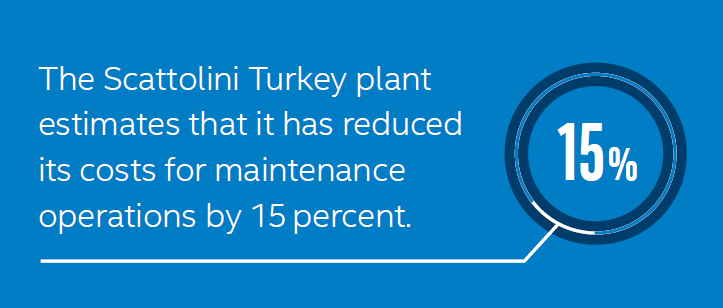 The Scattolini Turkey plant
estimates that it has reduced
its costs for maintenance
operations by 15 percent.
15%